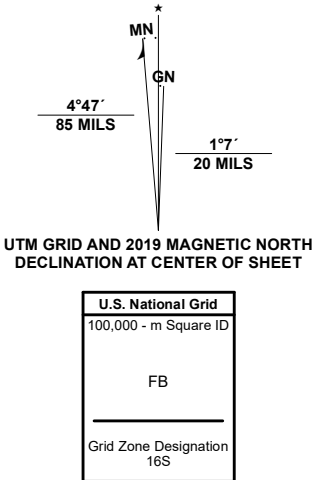 MN
GN
4°47´
85 MILS
1°7´
20 MILS
UTM GRID AND 2019 MAGNETIC NORTH
DECLINATION AT CENTER OF SHEET
U.S. National Grid
100,000 - m Square ID
FB
Grid Zone Designation
16S